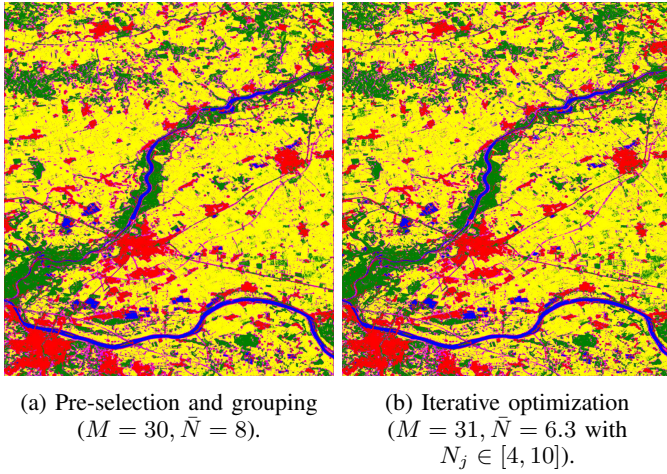 (a) Pre-selection and grouping
(M = 30, N̄ = 8).
(b) Iterative optimization
(M = 31, N̄ = 6.3 with
N_j ∈ [4, 10]).